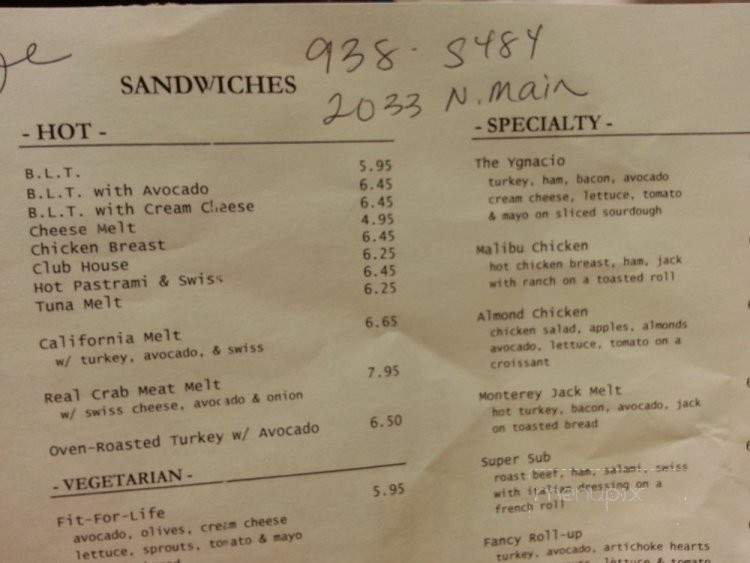 938-8484
2033 N. Main
SANDWICHES
- HOT -
B.L.T. 5.95
B.L.T. with Avocado 6.45
B.L.T. with Cream Cheese 6.45
Cheese Melt 4.95
Chicken Breast 6.45
Club House 6.25
Hot Pastrami & Swiss 6.45
Tuna Melt 6.25
California Melt 6.65
w/ turkey, avocado, & swiss
Real Crab Meat Melt 7.95
w/ swiss cheese, avocado & onion
Oven-Roasted Turkey w/ Avocado 6.50
- VEGETARIAN -
Fit-For-Life 5.95
avocado, olives, cream cheese
lettuce, sprouts, tomato & mayo
- SPECIALTY -
The Ygnacio
turkey, ham, bacon, avocado
cream cheese, lettuce, tomato
& mayo on sliced sourdough
Malibu Chicken
hot chicken breast, ham, jack
with ranch on a toasted roll
Almond Chicken
chicken salad, apples, almonds
avocado, lettuce, tomato on a
croissant
Monterey Jack Melt
hot turkey, bacon, avocado, jack
on toasted bread
Super Sub
roast beef, ham, salami, swiss
with italian dressing on a
french roll
Fancy Roll-up
turkey, avocado, artichoke hearts
lettuce & tomato
menupix